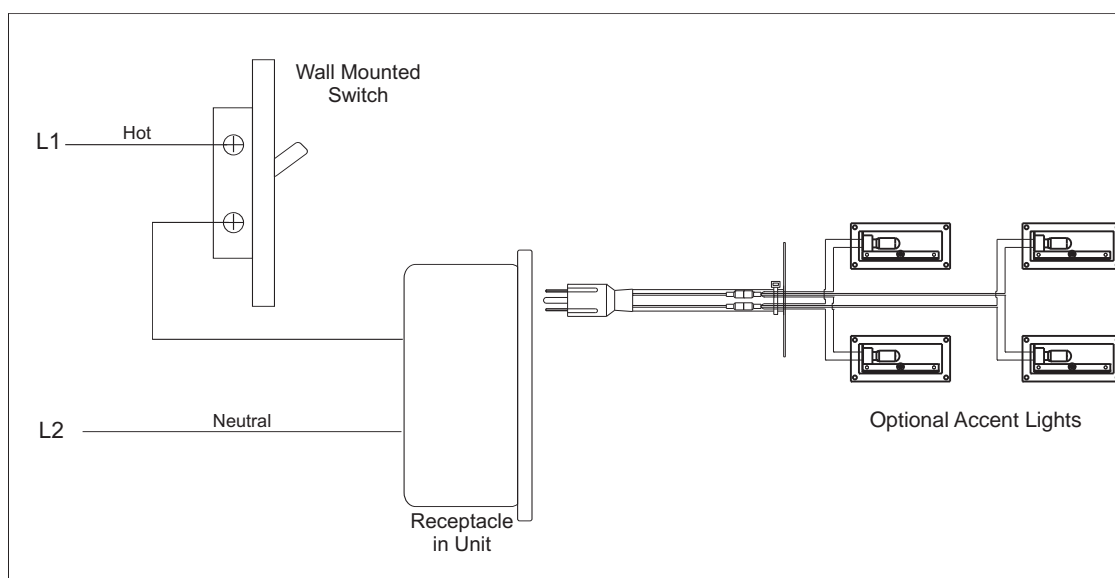 Wall Mounted
Switch
L1
Hot
L2
Neutral
Optional Accent Lights
Receptacle
in Unit